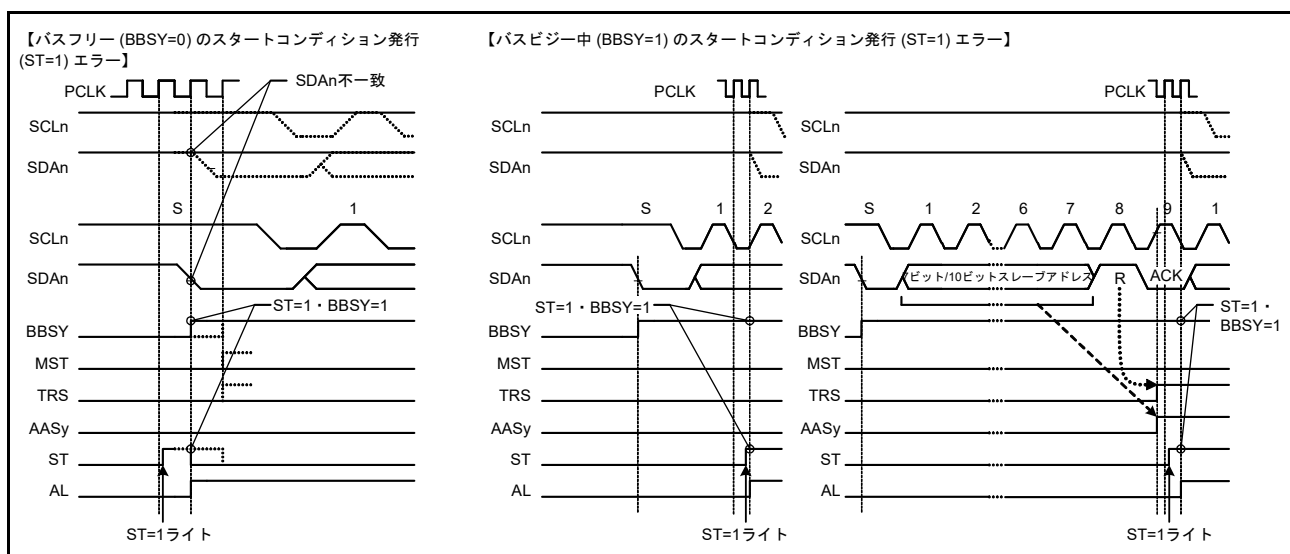 【バスフリー (BBSY=0) のスタートコンディション発行
(ST=1) エラー】
PCLK
SDAn不一致
SCLn
SDAn
S
1
SCLn
SDAn
ST=1・BBSY=1
BBSY
MST
TRS
AASy
ST
AL
ST=1ライト
【バスビジー中 (BBSY=1) のスタートコンディション発行 (ST=1) エラー】
PCLK
SCLn
SDAn
S
1
2
SCLn
SDAn
ST=1・BBSY=1
BBSY
MST
TRS
AASy
ST
AL
ST=1ライト
PCLK
SCLn
SDAn
S
1
2
6
7
8
9
1
SCLn
SDAn
7ビット/10ビットスレーブアドレス
R
ACK
ST=1・
BBSY=1
BBSY
MST
TRS
AASy
ST
AL
ST=1ライト